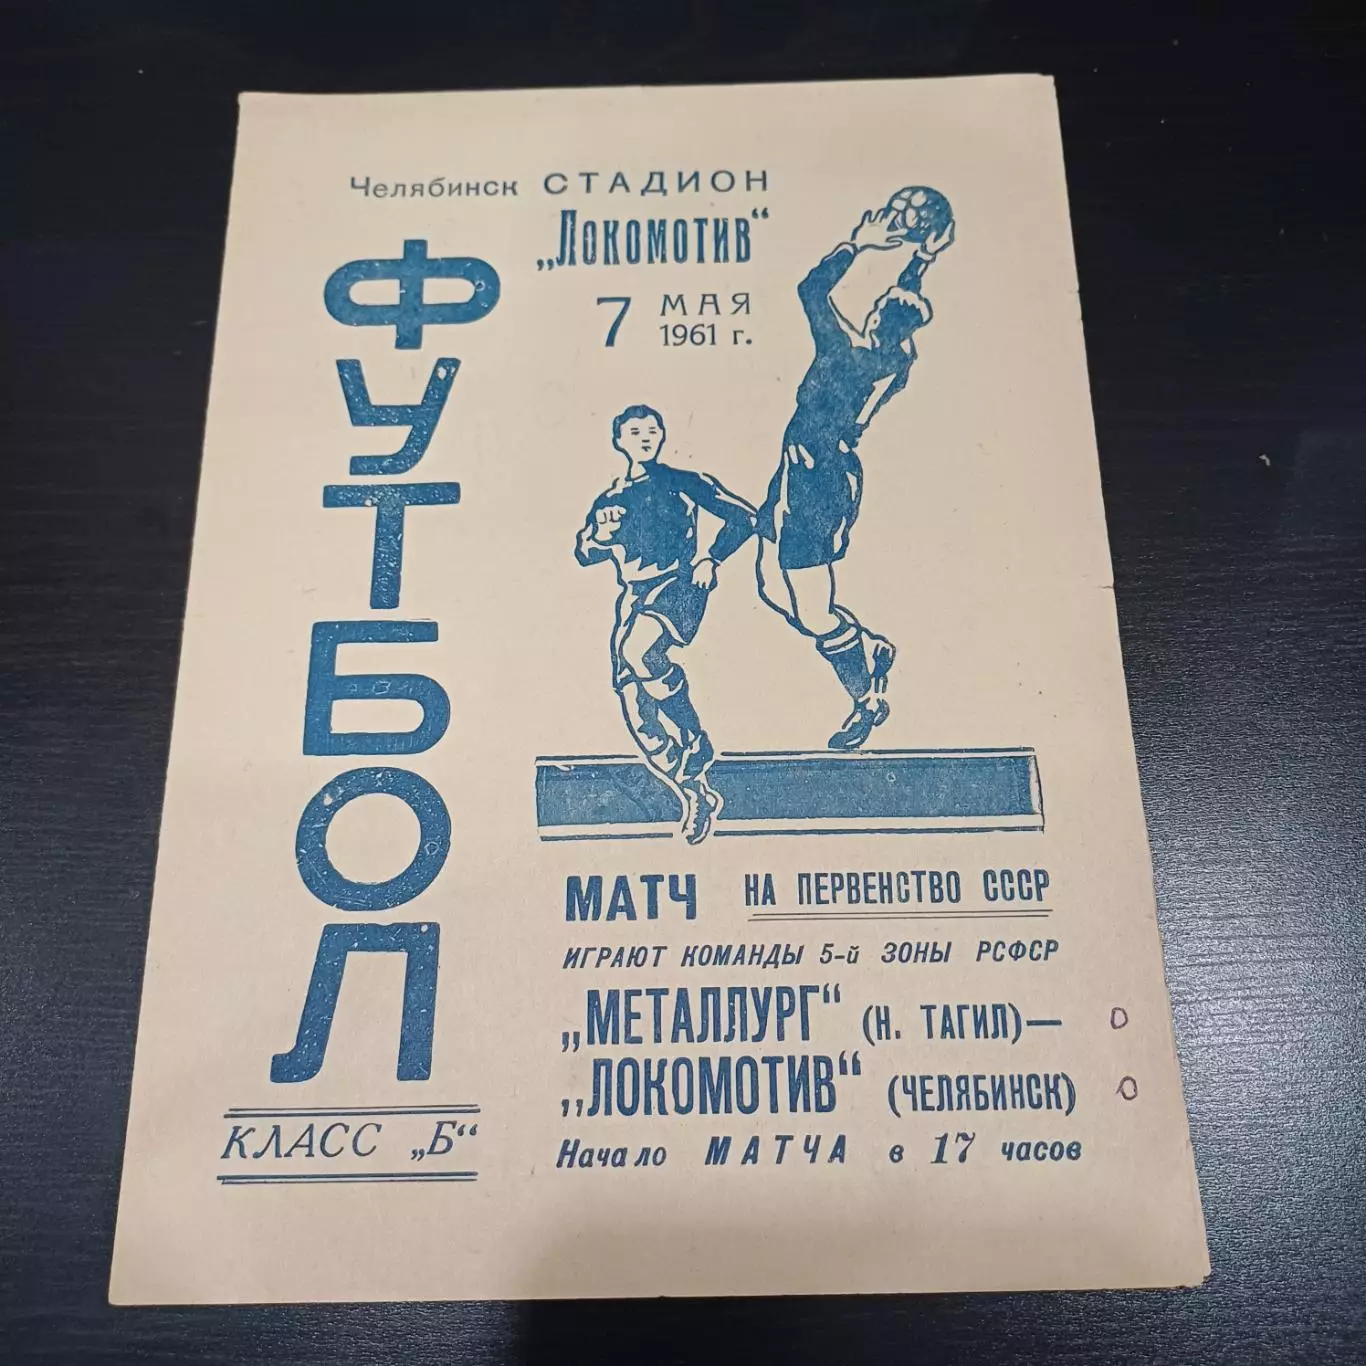 Челябинск СТАДИОН
„Локомотив“
7 МАЯ
1961 г.
ФУТБОЛ
КЛАСС „Б“
МАТЧ НА ПЕРВЕНСТВО СССР
ИГРАЮТ КОМАНДЫ 5-й ЗОНЫ РСФСР
„МЕТАЛЛУРГ“ (Н. ТАГИЛ)— 0
„ЛОКОМОТИВ“ (ЧЕЛЯБИНСК) 0
Начало МАТЧА в 17 часов
1